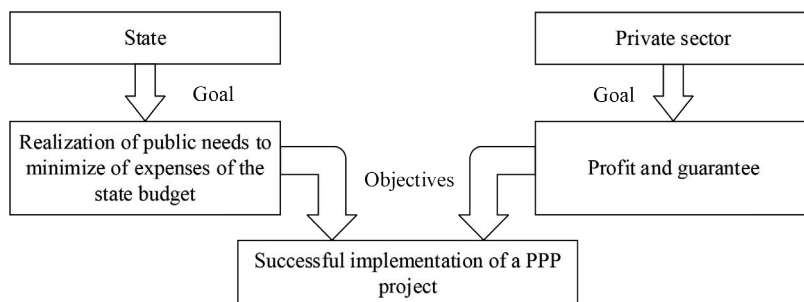 State
Private sector
Goal
Goal
Realization of public needs to
minimize of expenses of the
state budget
Objectives
Profit and guarantee
Successful implementation of a PPP
project